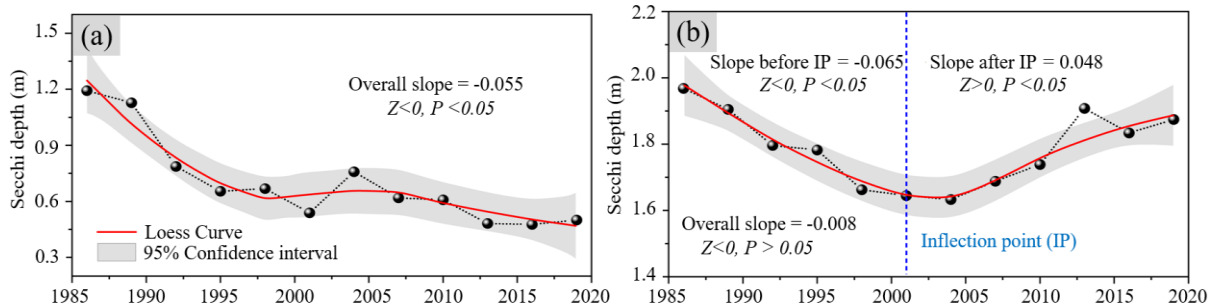 (a)
Secchi depth (m)
1.5
1.2
0.9
0.6
0.3
Overall slope = -0.055
Z<0, P <0.05
Loess Curve
95% Confidence interval
1985 1990 1995 2000 2005 2010 2015 2020
(b)
Secchi depth (m)
2.2
2.0
1.8
1.6
1.4
Slope before IP = -0.065
Z<0, P <0.05
Slope after IP = 0.048
Z>0, P <0.05
Overall slope = -0.008
Z<0, P > 0.05
Inflection point (IP)
1985 1990 1995 2000 2005 2010 2015 2020